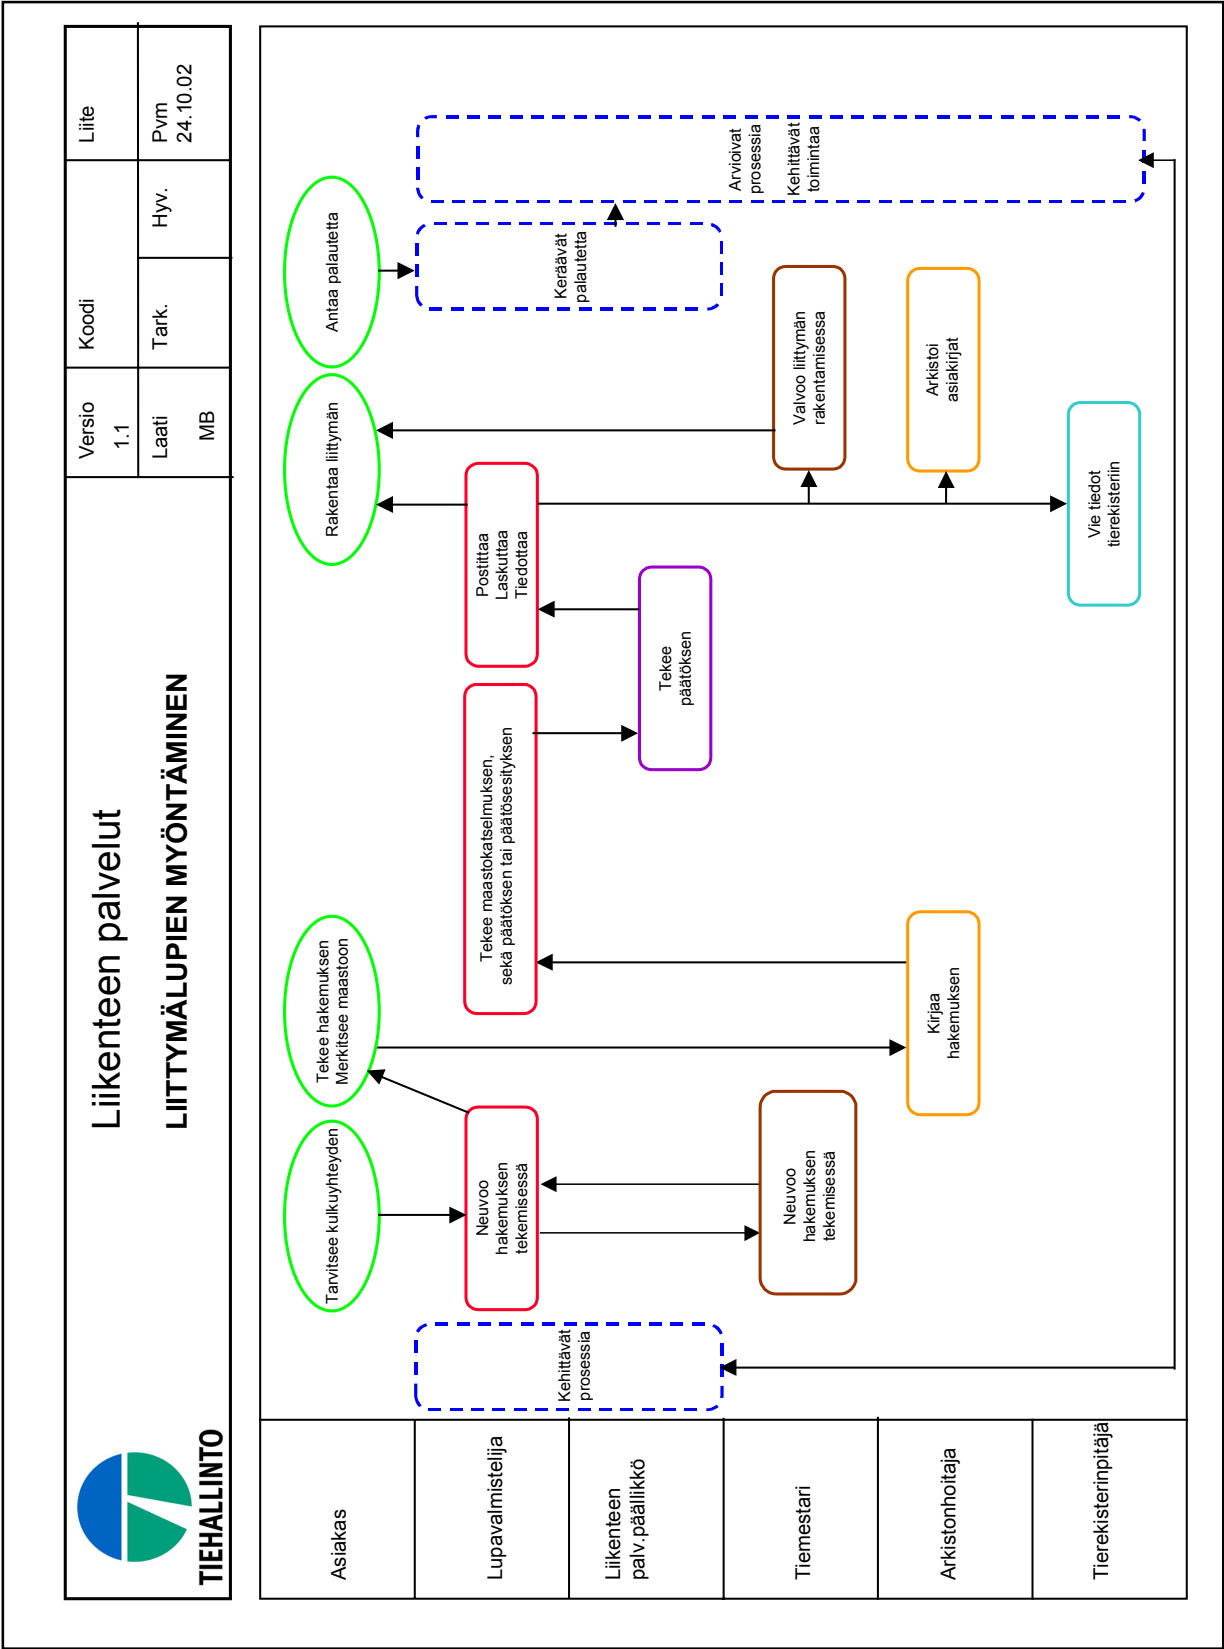 TIEHALLINTO
Liikenteen palvelut
LIITTYMÄLUPIEN MYÖNTÄMINEN
Versio
1.1
Koodi
Liite
Laati
MB
Tark.
Hyv.
Pvm
24.10.02
Asiakas
Lupavalmistelija
Liikenteen
palv.päällikkö
Tiemestari
Arkistonhoitaja
Tierekisterinpitäjä
Tarvitsee kulkuyhteyden
Tekee hakemuksen
Merkitsee maastoon
Rakentaa liittymän
Antaa palautetta
Kehittävät
prosessia
Neuvoo
hakemuksen
tekemisessä
Tekee maastokatselmuksen,
sekä päätöksen tai päätösesityksen
Postittaa
Laskuttaa
Tiedottaa
Keräävät
palautetta
Arvioivat
prosessia
Kehittävät
toimintaa
Tekee
päätöksen
Neuvoo
hakemuksen
tekemisessä
Valvoo liittymän
rakentamisessa
Kirjaa
hakemuksen
Arkistoi
asiakirjat
Vie tiedot
tierekisteriin